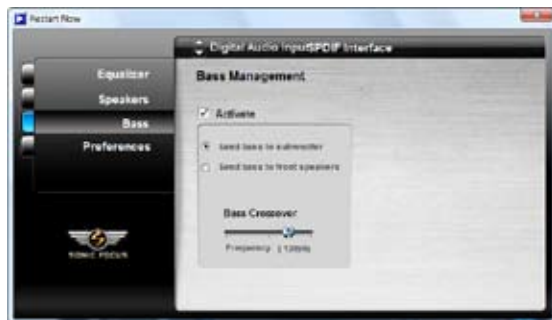 Restart Now
Digital Audio Input SPDIF Interface
Equalizer
Speakers
Bass
Preferences
Bass Management
Activate
Send bass to subwoofer
Send bass to front speakers
Bass Crossover
Frequency
SONIC FOCUS